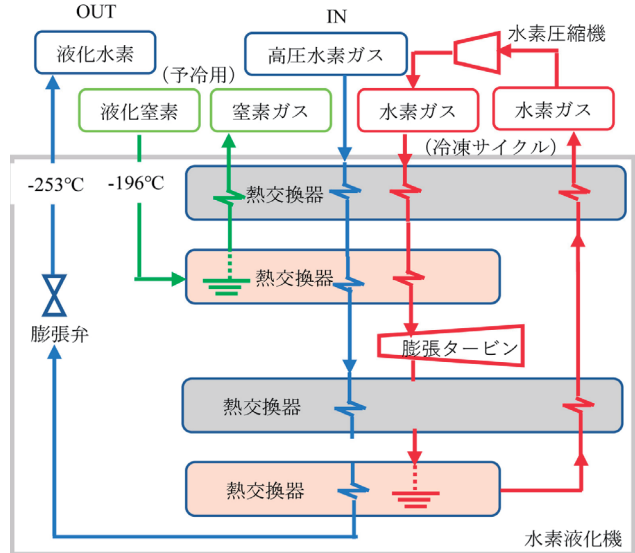 OUT
IN
水素圧縮機
液化水素
高圧水素ガス
(予冷用)
液化窒素
窒素ガス
水素ガス
水素ガス
(冷凍サイクル)
-253℃
-196℃
熱交換器
熱交換器
膨張弁
膨張タービン
熱交換器
熱交換器
水素液化機